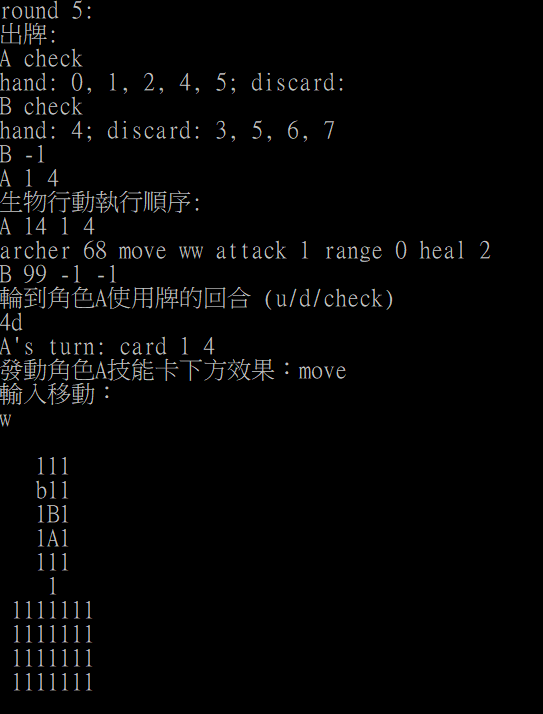 round 5:
出牌:
A check
hand: 0, 1, 2, 4, 5; discard:
B check
hand: 4; discard: 3, 5, 6, 7
B -1
A 1 4
生物行動執行順序:
A 14 1 4
archer 68 move ww attack 1 range 0 heal 2
B 99 -1 -1
輪到角色A使用牌的回合 (u/d/check)
4d
A's turn: card 1 4
發動角色A技能卡下方效果：move
輸入移動：
w
   111
   b11
   1B1
   1A1
   111
    1
 1111111
 1111111
 1111111
 1111111